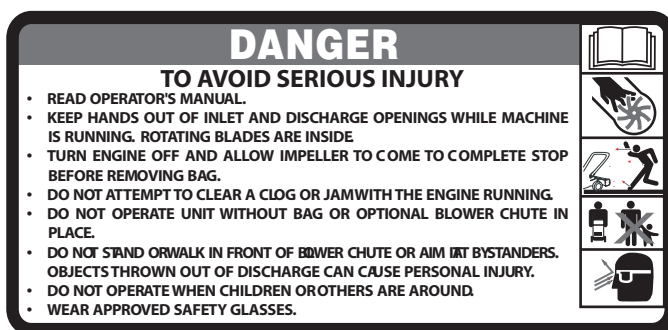 DANGER
TO AVOID SERIOUS INJURY
• READ OPERATOR'S MANUAL.
• KEEP HANDS OUT OF INLET AND DISCHARGE OPENINGS WHILE MACHINE
IS RUNNING. ROTATING BLADES ARE INSIDE.
• TURN ENGINE OFF AND ALLOW IMPELLER TO COME TO COMPLETE STOP
BEFORE REMOVING BAG.
• DO NOT ATTEMPT TO CLEAR A CLOG OR JAM WITH THE ENGINE RUNNING.
• DO NOT OPERATE UNIT WITHOUT BAG OR OPTIONAL BLOWER CHUTE IN
PLACE.
• DO NOT STAND OR WALK IN FRONT OF BLOWER CHUTE OR AIM IT AT BYSTANDERS.
OBJECTS THROWN OUT OF DISCHARGE CAN CAUSE PERSONAL INJURY.
• DO NOT OPERATE WHEN CHILDREN OR OTHERS ARE AROUND.
• WEAR APPROVED SAFETY GLASSES.